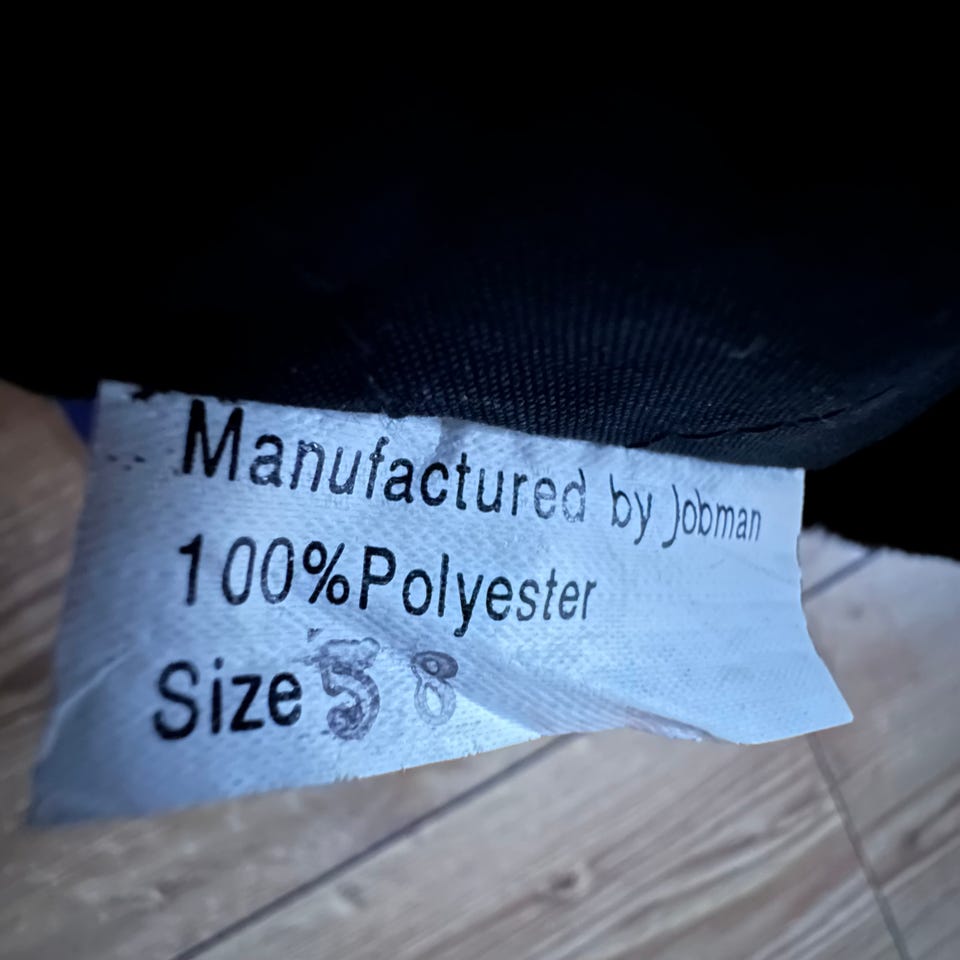 Manufactured by Jobman
100%Polyester
Size 58